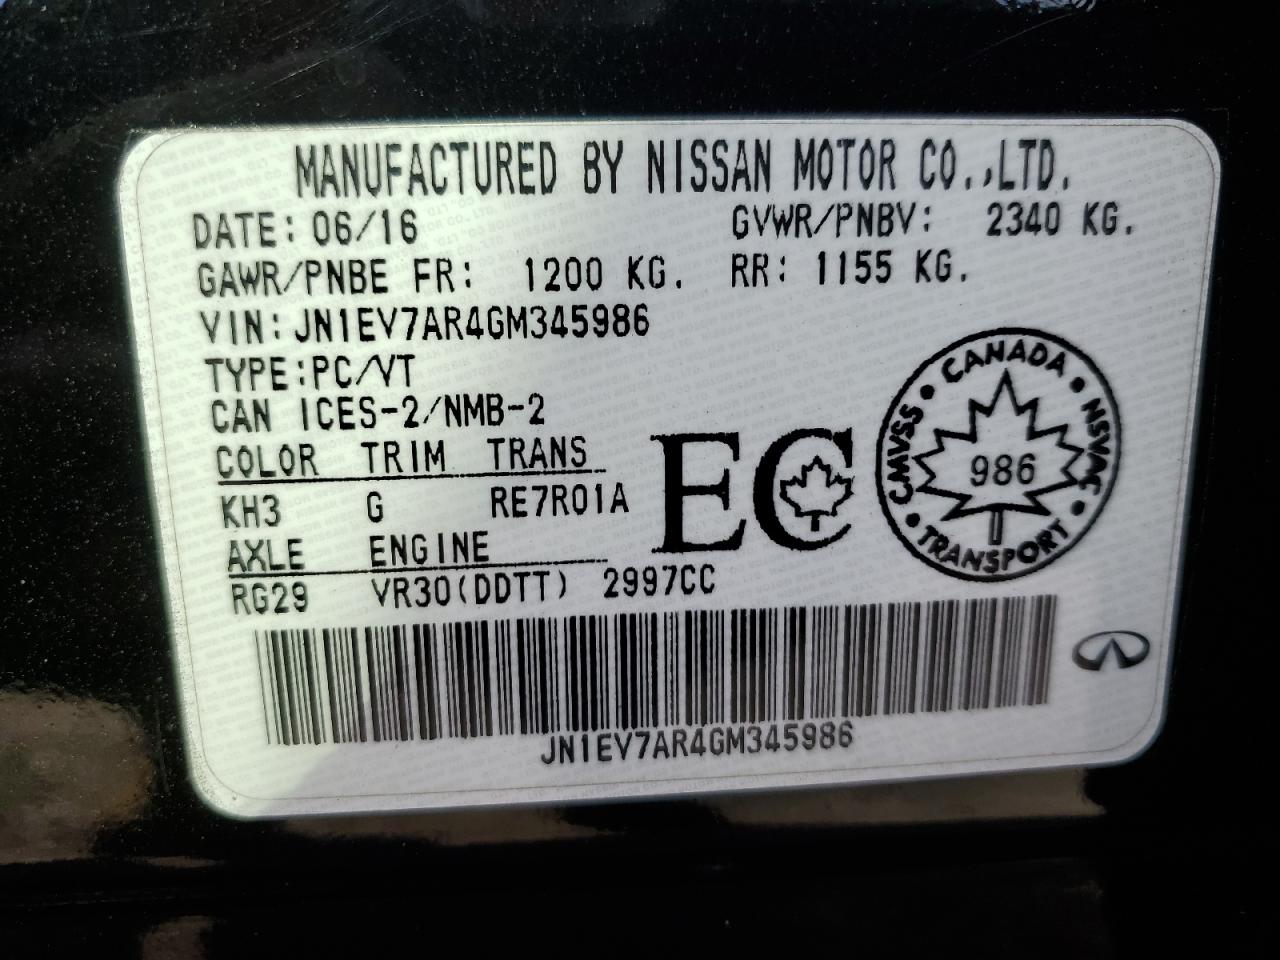 MANUFACTURED BY NISSAN MOTOR CO.,LTD.
DATE: 06/16 GVWR/PNBV: 2340 KG.
GAWR/PNBE FR: 1200 KG. RR: 1155 KG.
VIN: JN1EV7AR4GM345986
TYPE:PC/VT
CAN ICES-2/NMB-2
COLOR TRIM TRANS
KH3 G RE7R01A
AXLE ENGINE
RG29 VR30(DDTT) 2997CC
EC
CANADA
CMVSS 986 NSVAC
TRANSPORT
JN1EV7AR4GM345986